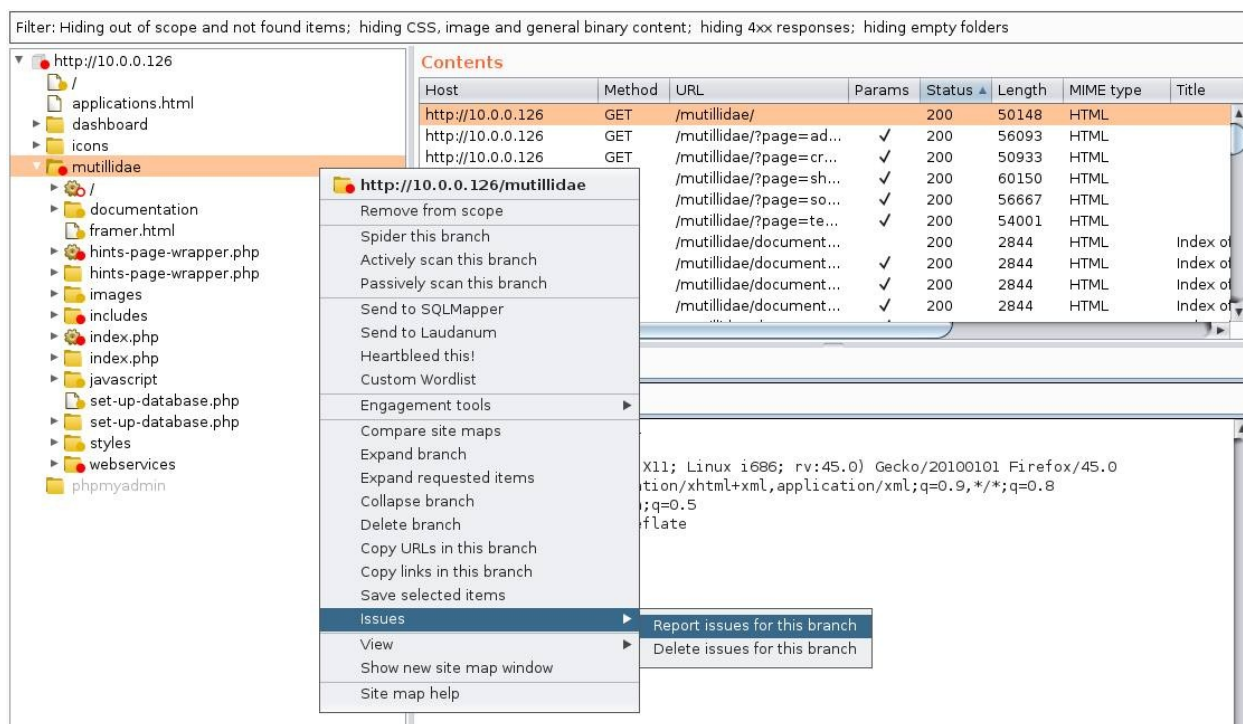 Filter: Hiding out of scope and not found items; hiding CSS, image and general binary content; hiding 4xx responses; hiding empty folders
http://10.0.0.126
/
applications.html
dashboard
icons
mutillidae
/
documentation
framer.html
hints-page-wrapper.php
hints-page-wrapper.php
images
includes
index.php
index.php
javascript
set-up-database.php
set-up-database.php
styles
webservices
phpmyadmin
Contents
Host Method URL Params Status Length MIME type Title
http://10.0.0.126 GET /mutillidae/ 200 50148 HTML
http://10.0.0.126 GET /mutillidae/?page=ad... ✓ 200 56093 HTML
http://10.0.0.126 GET /mutillidae/?page=cr... ✓ 200 50933 HTML
/mutillidae/?page=sh... ✓ 200 60150 HTML
/mutillidae/?page=so... ✓ 200 56667 HTML
/mutillidae/?page=te... ✓ 200 54001 HTML
/mutillidae/document... 200 2844 HTML Index of
/mutillidae/document... ✓ 200 2844 HTML Index of
/mutillidae/document... ✓ 200 2844 HTML Index of
/mutillidae/document... ✓ 200 2844 HTML Index of
http://10.0.0.126/mutillidae
Remove from scope
Spider this branch
Actively scan this branch
Passively scan this branch
Send to SQLMapper
Send to Laudanum
Heartbleed this!
Custom Wordlist
Engagement tools
Compare site maps
Expand branch
Expand requested items
Collapse branch
Delete branch
Copy URLs in this branch
Copy links in this branch
Save selected items
Issues
View
Show new site map window
Site map help
Report issues for this branch
Delete issues for this branch
X11; Linux i686; rv:45.0) Gecko/20100101 Firefox/45.0
ation/xhtml+xml,application/xml;q=0.9,*/*;q=0.8
;q=0.5
eflate